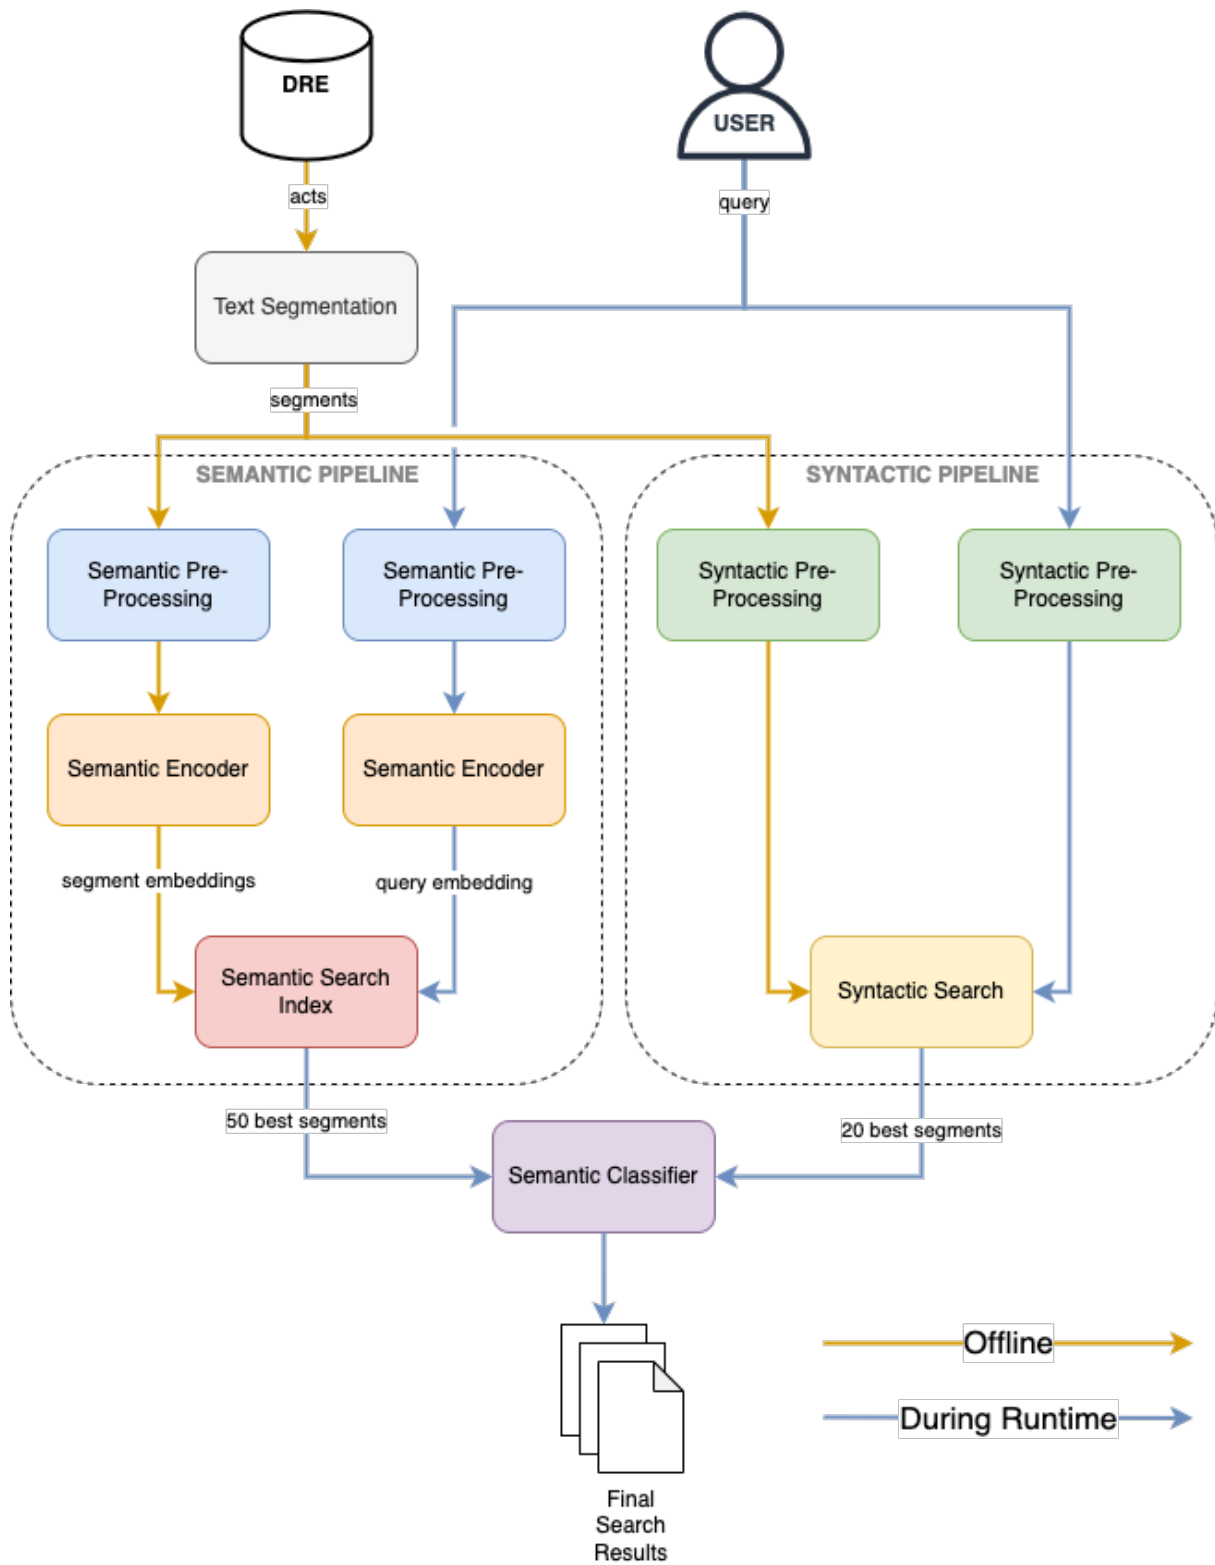 DRE
USER
acts
query
Text Segmentation
segments
SEMANTIC PIPELINE
SYNTACTIC PIPELINE
Semantic Pre-
Processing
Semantic Pre-
Processing
Syntactic Pre-
Processing
Syntactic Pre-
Processing
Semantic Encoder
Semantic Encoder
segment embeddings
query embedding
Semantic Search
Index
Syntactic Search
50 best segments
20 best segments
Semantic Classifier
Offline
During Runtime
Final
Search
Results